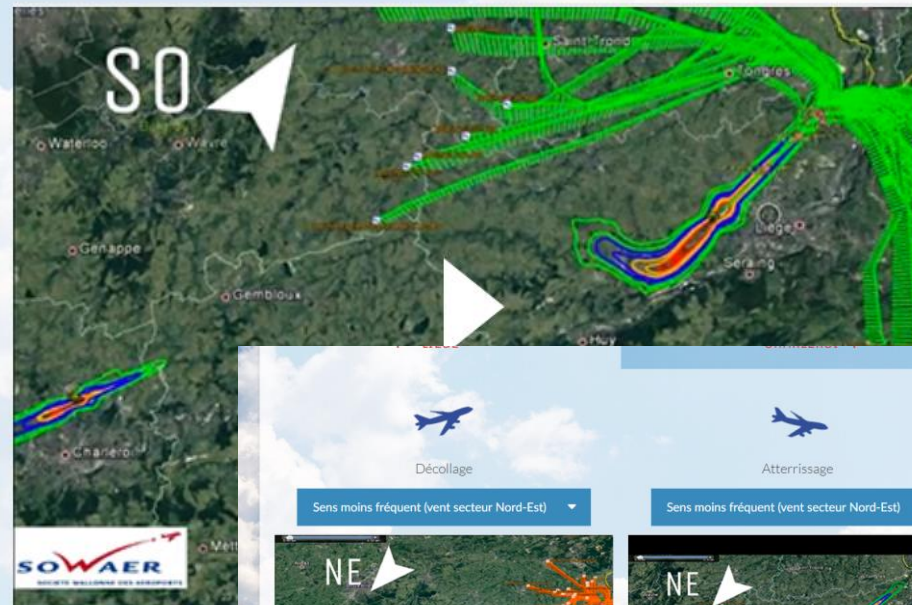 SO
Saint-Trond
Tongres
Waterloo
Wavre
Liège
Genappe
Seraing
Gembloux
Huy
Charleroi
SOWAER
SOCIETE WALLONNE DES AEROPORTS
Décollage
Atterrissage
Sens moins fréquent (vent secteur Nord-Est)
Sens moins fréquent (vent secteur Nord-Est)
NE
NE